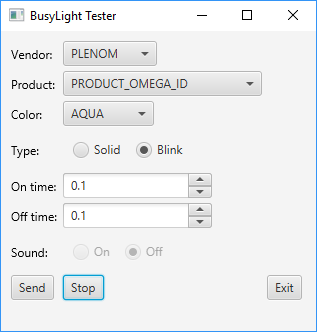 BusyLight Tester
Vendor: PLENOM
Product: PRODUCT_OMEGA_ID
Color: AQUA
Type: Solid Blink
On time: 0.1
Off time: 0.1
Sound: On Off
Send Stop Exit